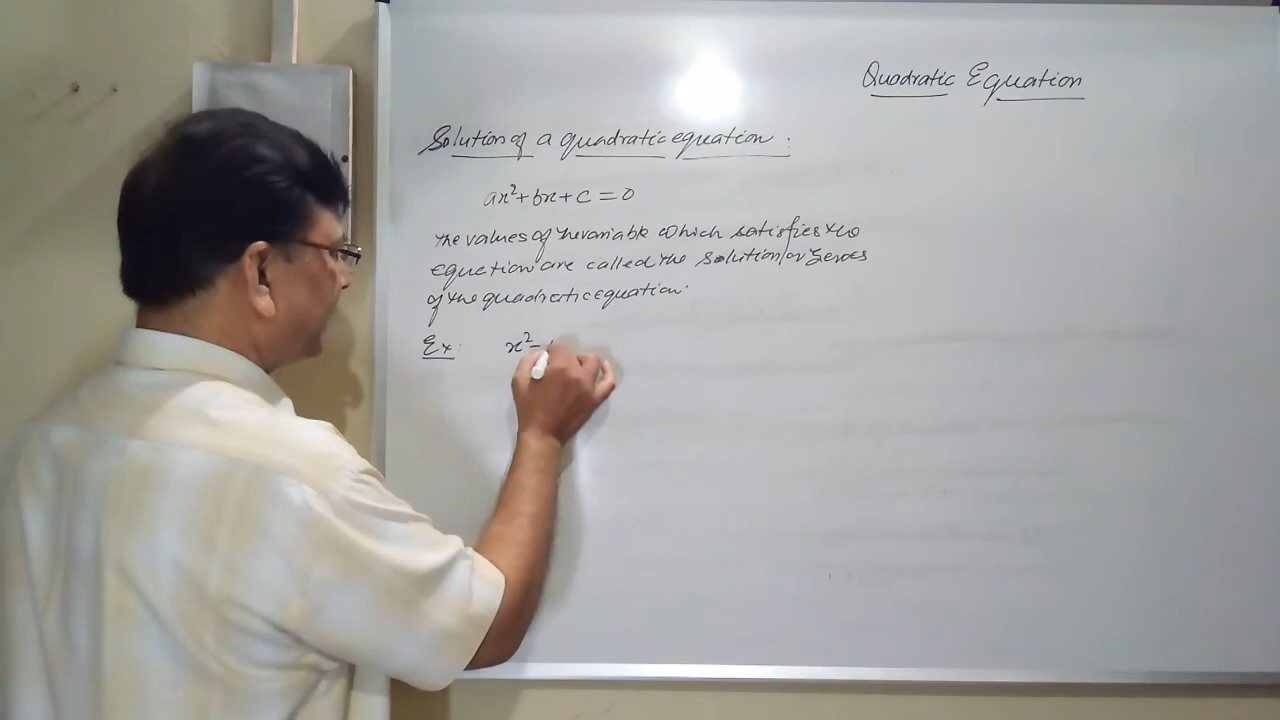 Quadratic Equation
Solution of a quadratic equation :
ax²+bx+c=0
The values of the variable which satisfies the
equation are called the solution/or zeroes
of the quadratic equation.
Ex: x²-